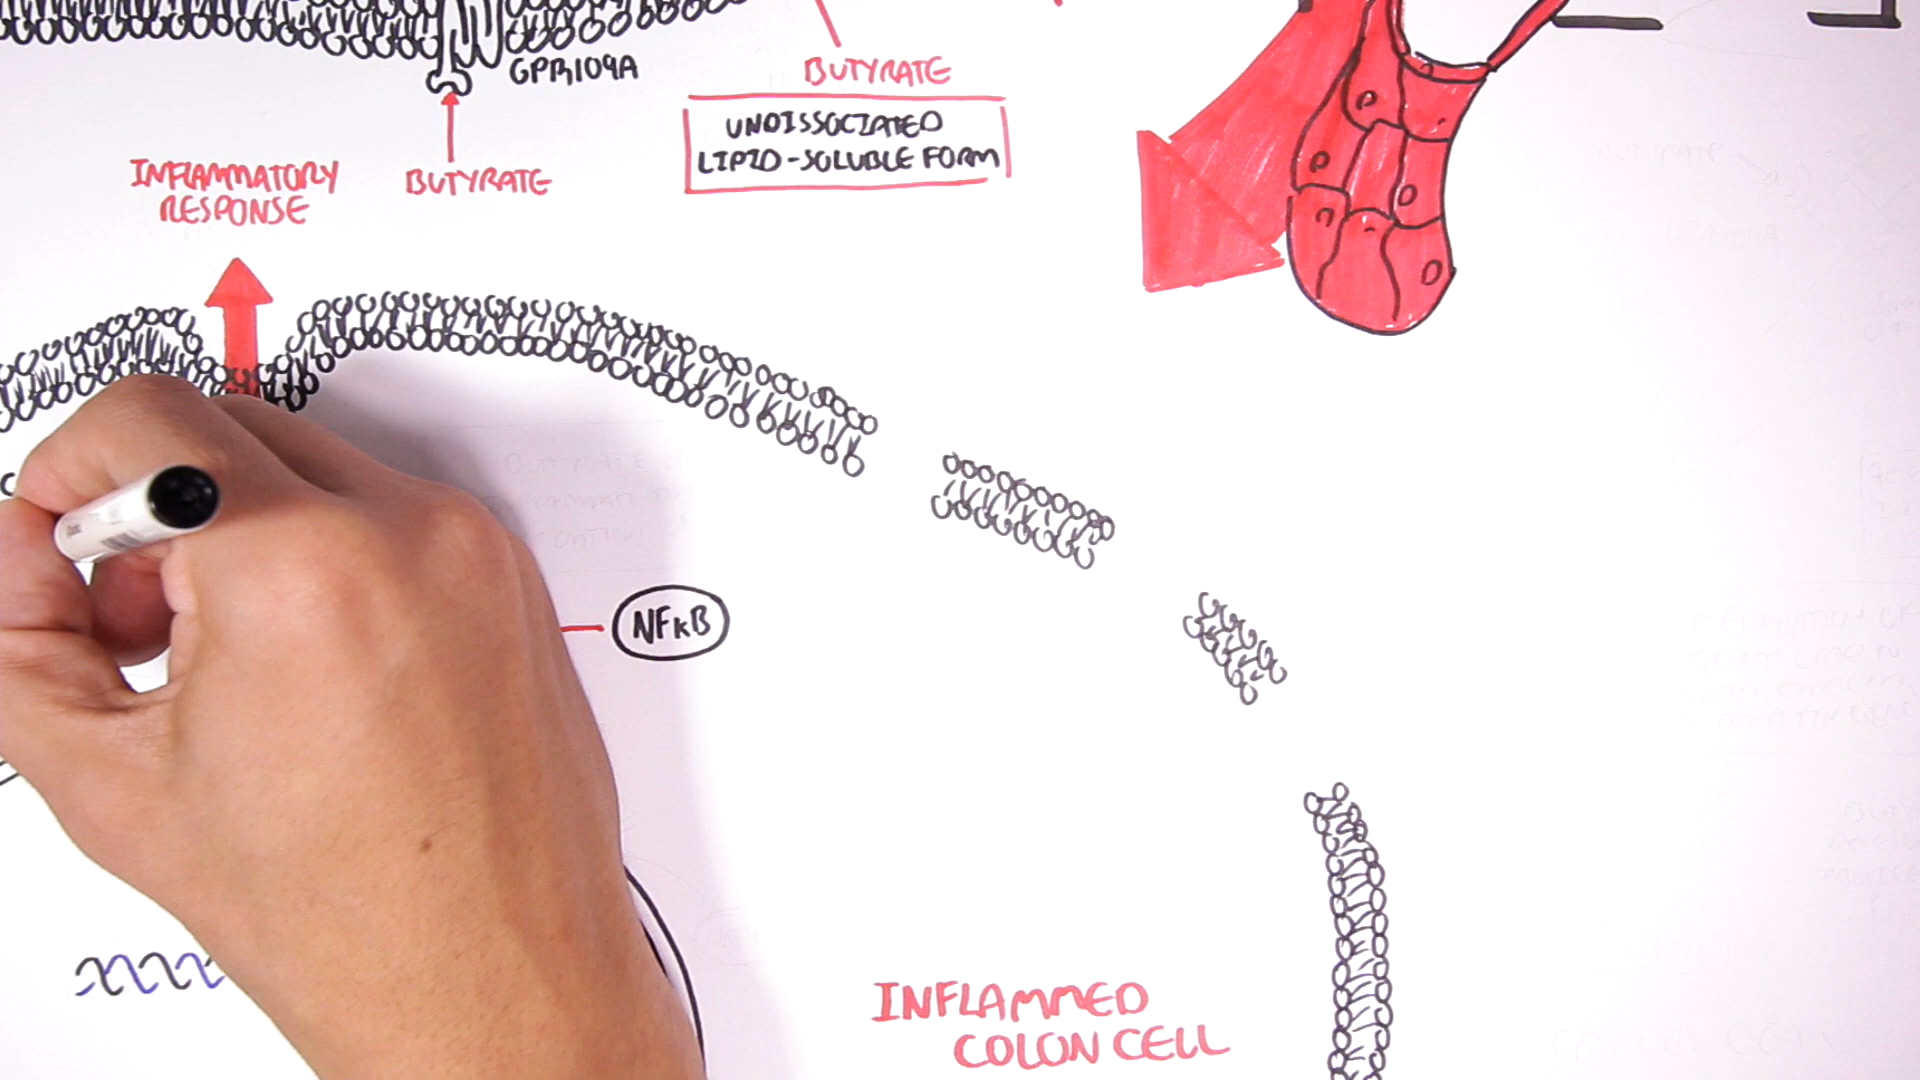 GPR109A
BUTYRATE
UNDISSOCIATED
LIPID-SOLUBLE FORM
INFLAMMATORY
RESPONSE
BUTYRATE
NFκB
INFLAMMED
COLON CELL